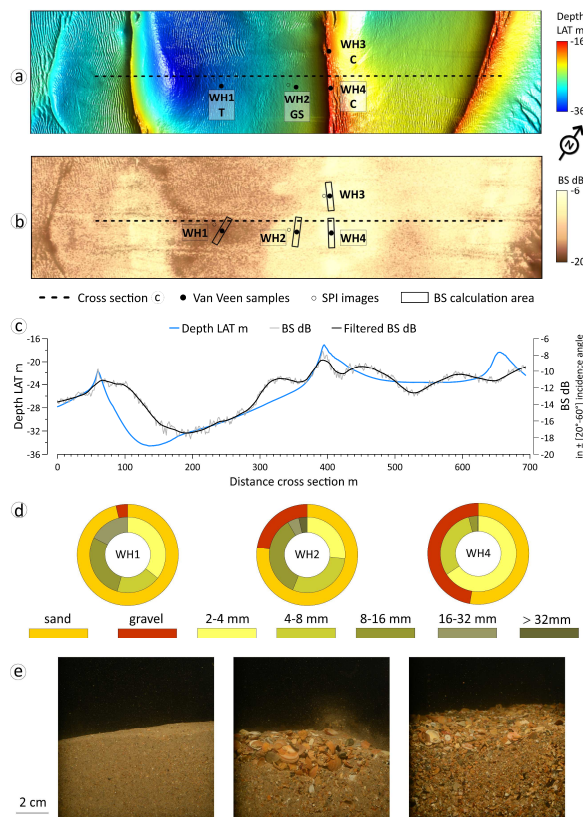 Depth
LAT m
-16
-36
a
WH3
C
WH1
T
WH2
GS
WH4
C
N
BS dB
-6
-20
b
WH3
WH1
WH2
WH4
Cross section c
Van Veen samples
SPI images
BS calculation area
c
Depth LAT m
BS dB
Filtered BS dB
Depth LAT m
-16
-20
-24
-28
-32
-36
-6
-8
-10
-12
-14
-16
-18
-20
BS dB
in ± [20°-60°] incidence angle
0
100
200
300
400
500
600
700
Distance cross section m
d
WH1
WH2
WH4
sand
gravel
2-4 mm
4-8 mm
8-16 mm
16-32 mm
> 32mm
e
2 cm